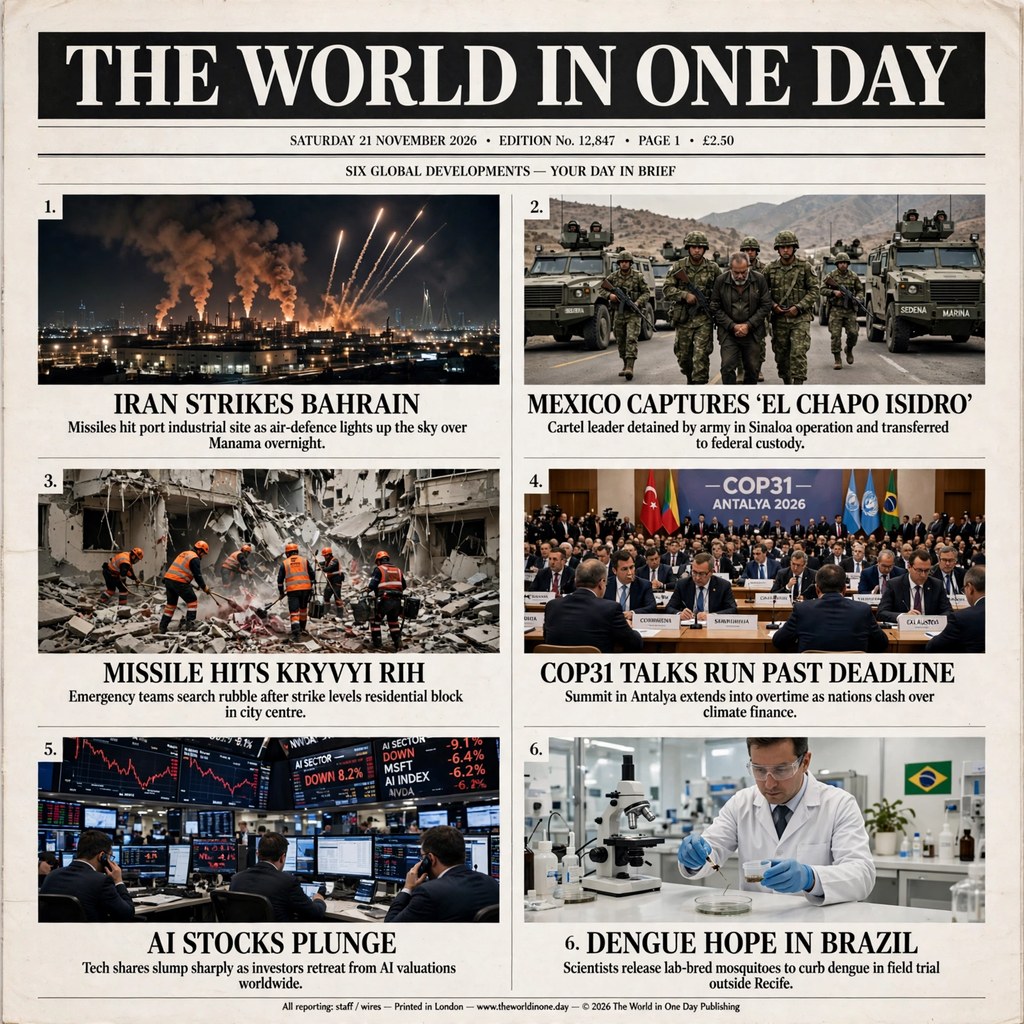 THE WORLD IN ONE DAY
SATURDAY 21 NOVEMBER 2026 • EDITION No. 12,847 • PAGE 1 • £2.50
SIX GLOBAL DEVELOPMENTS — YOUR DAY IN BRIEF
1.
IRAN STRIKES BAHRAIN
Missiles hit port industrial site as air-defence lights up the sky over
Manama overnight.
2.
SEDENA
MARINA
MEXICO CAPTURES ‘EL CHAPO ISIDRO’
Cartel leader detained by army in Sinaloa operation and transferred
to federal custody.
3.
MISSILE HITS KRYVYI RIH
Emergency teams search rubble after strike levels residential block
in city centre.
4.
—COP31—
ANTALYA 2026
COP31 TALKS RUN PAST DEADLINE
Summit in Antalya extends into overtime as nations clash over
climate finance.
5.
AI SECTOR
DOWN 8.2%
AI SECTOR
DOWN
MSFT
AI INDEX
NVDA
-9.1%
-6.4%
-6.2%
AI STOCKS PLUNGE
Tech shares slump sharply as investors retreat from AI valuations
worldwide.
6.
6. DENGUE HOPE IN BRAZIL
Scientists release lab-bred mosquitoes to curb dengue in field trial
outside Recife.
All reporting: staff / wires — Printed in London — www.theworldinone.day — © 2026 The World in One Day Publishing